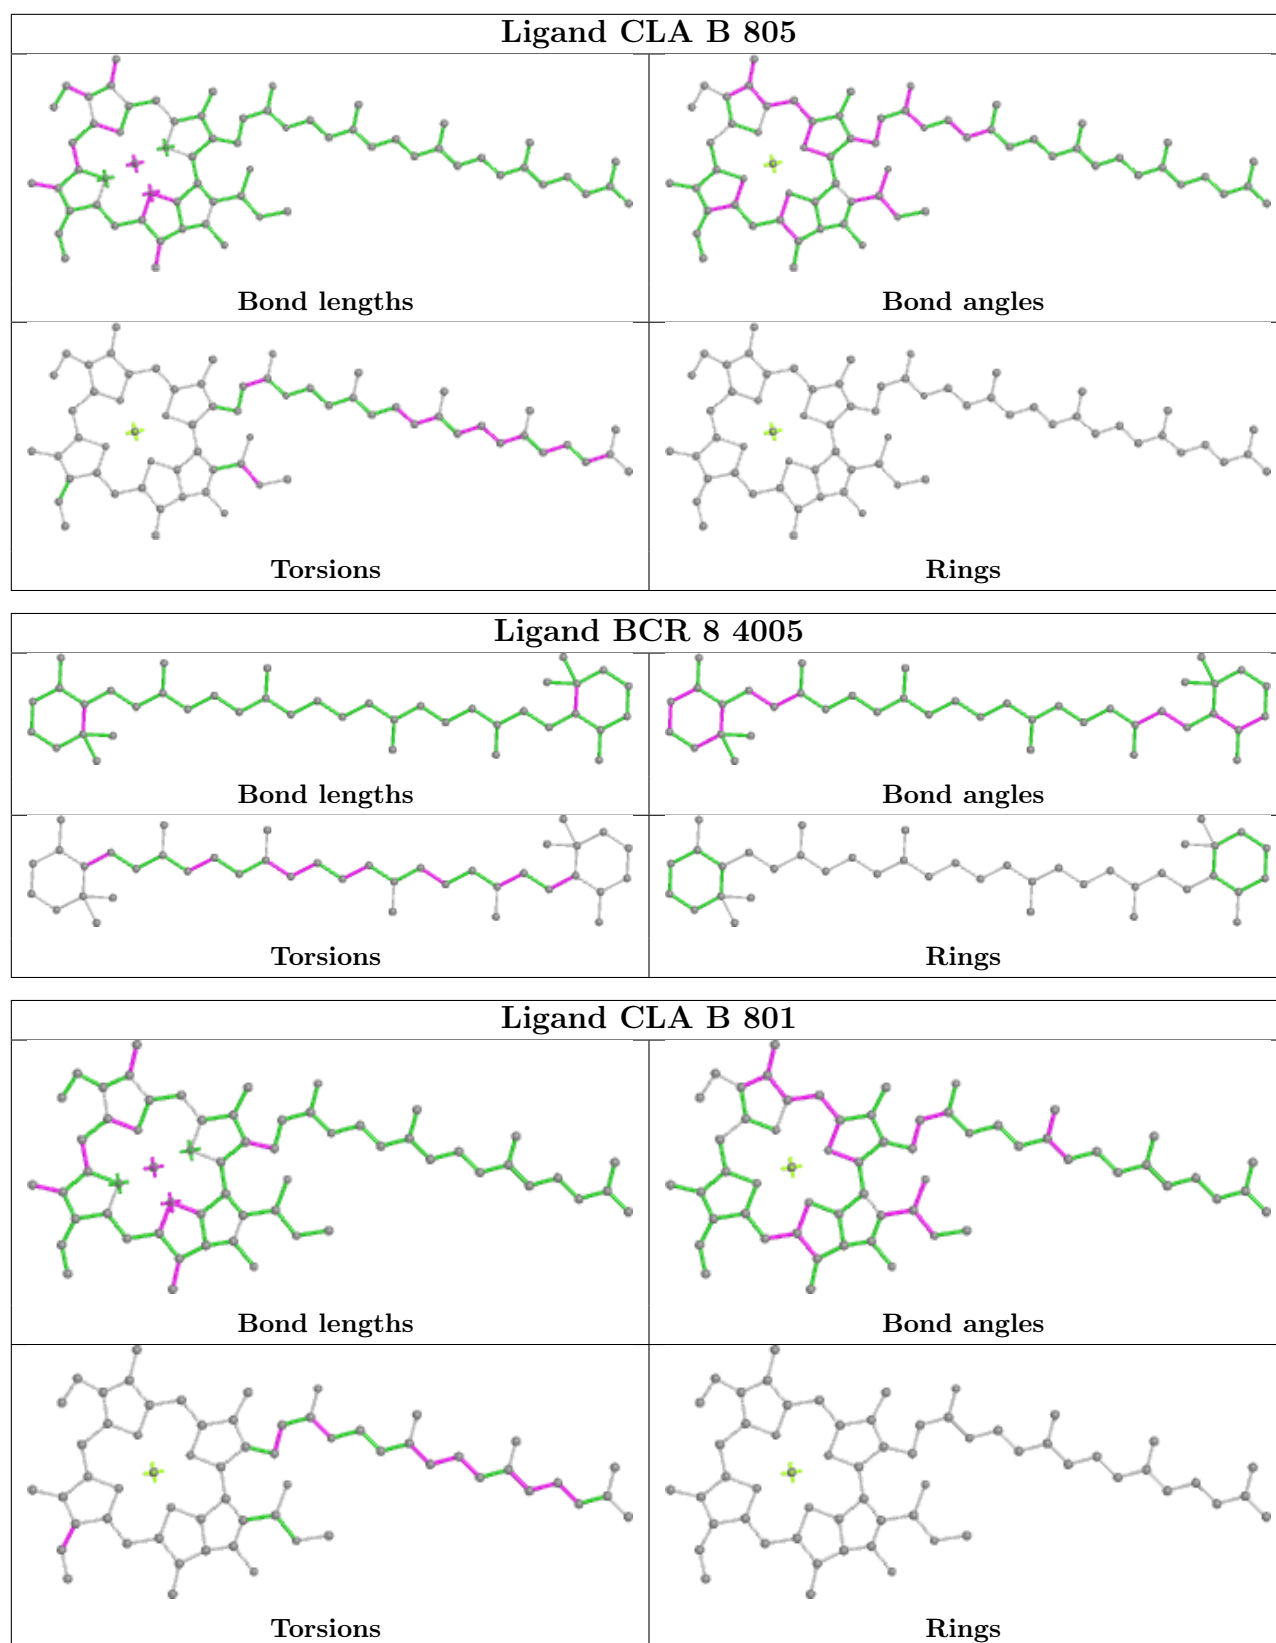 Ligand CLA B 805
Bond lengths
Bond angles
Torsions
Rings
Ligand BCR 8 4005
Bond lengths
Bond angles
Torsions
Rings
Ligand CLA B 801
Bond lengths
Bond angles
Torsions
Rings